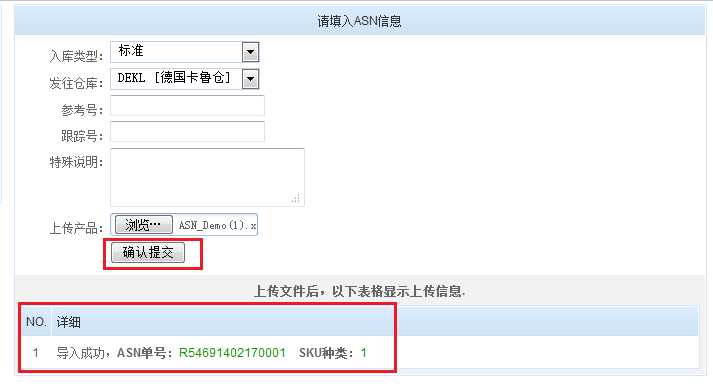 请填入ASN信息
入库类型： 标准
发往仓库： DEKL [德国卡鲁仓]
参考号：
跟踪号：
特殊说明：
上传产品： 浏览… ASN_Demo(1).x
确认提交
上传文件后，以下表格显示上传信息.
NO. 详细
1 导入成功，ASN单号：R54691402170001 SKU种类：1